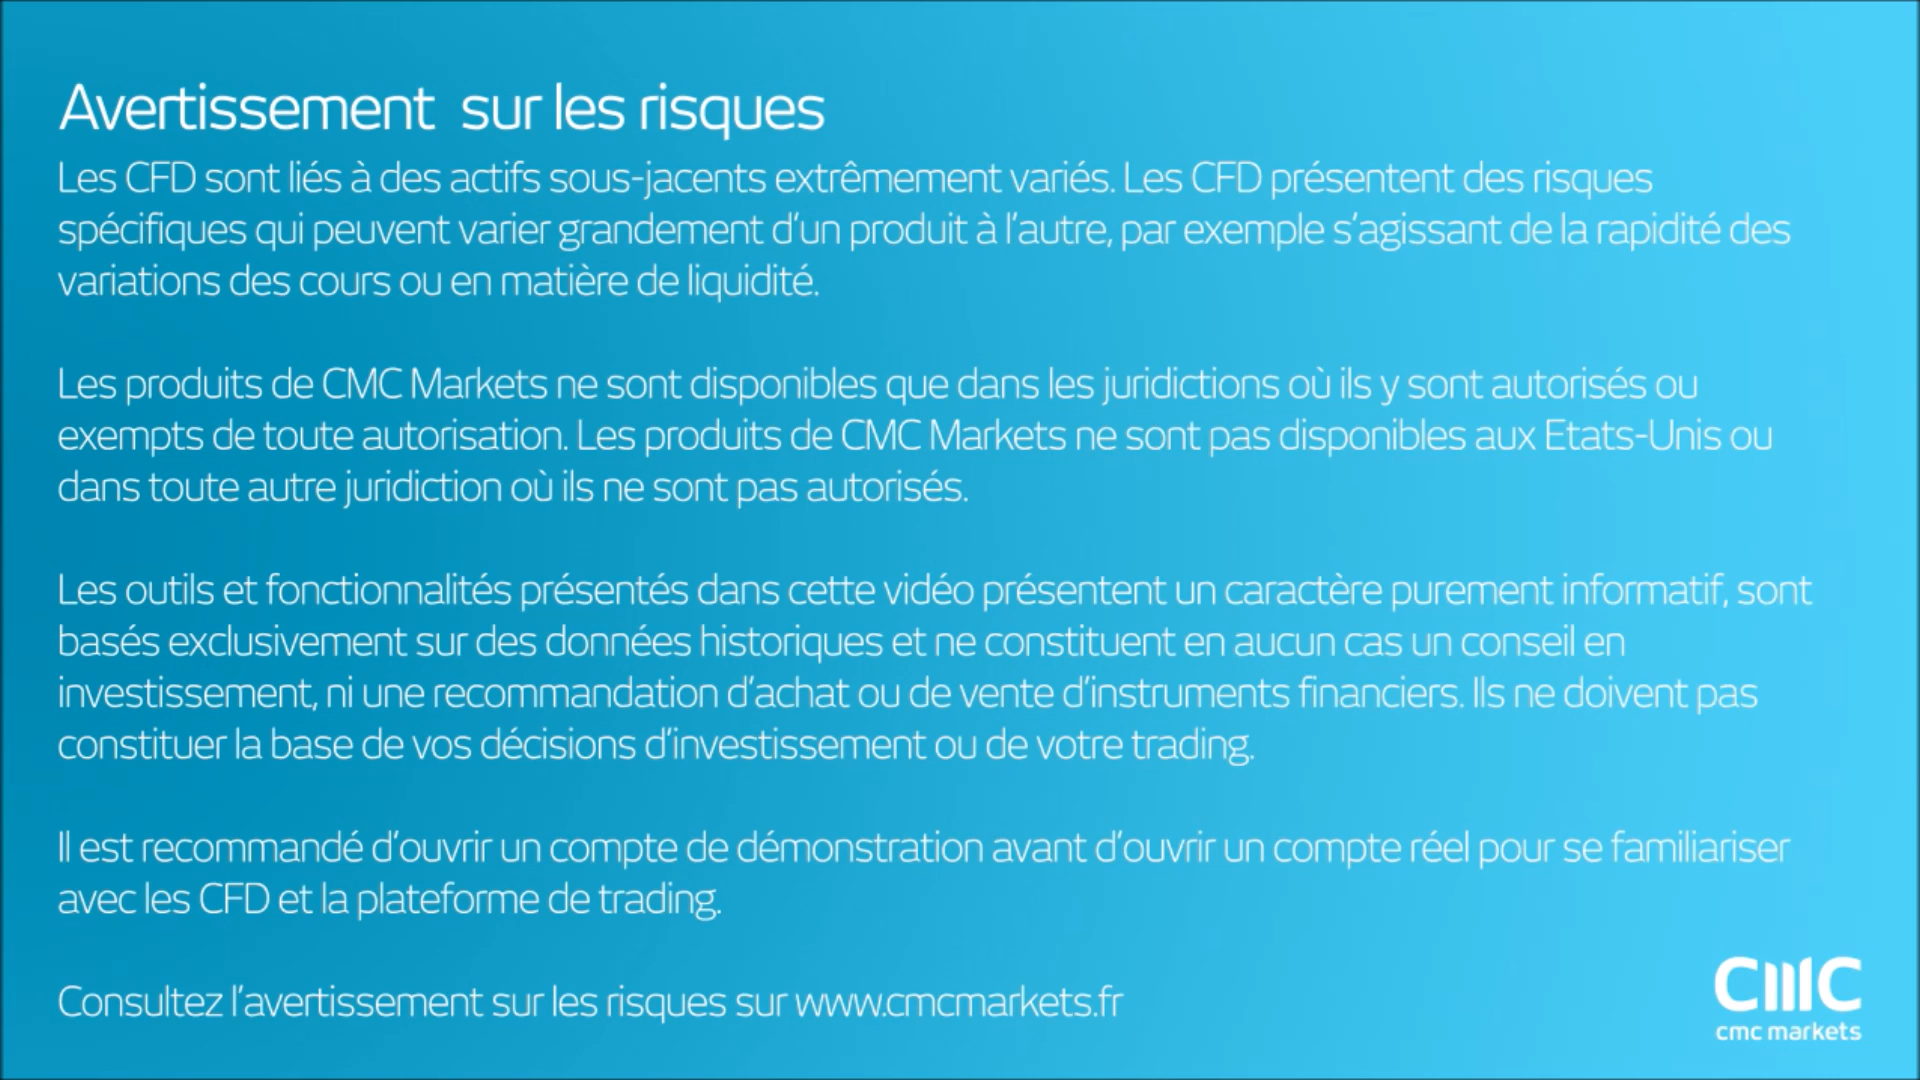 Avertissement sur les risques
Les CFD sont liés à des actifs sous-jacents extrêmement variés. Les CFD présentent des risques
spécifiques qui peuvent varier grandement d'un produit à l'autre, par exemple s'agissant de la rapidité des
variations des cours ou en matière de liquidité.
Les produits de CMC Markets ne sont disponibles que dans les juridictions où ils y sont autorisés ou
exempts de toute autorisation. Les produits de CMC Markets ne sont pas disponibles aux Etats-Unis ou
dans toute autre juridiction où ils ne sont pas autorisés.
Les outils et fonctionnalités présentés dans cette vidéo présentent un caractère purement informatif, sont
basés exclusivement sur des données historiques et ne constituent en aucun cas un conseil en
investissement, ni une recommandation d'achat ou de vente d'instruments financiers. Ils ne doivent pas
constituer la base de vos décisions d'investissement ou de votre trading.
Il est recommandé d'ouvrir un compte de démonstration avant d'ouvrir un compte réel pour se familiariser
avec les CFD et la plateforme de trading.
Consultez l'avertissement sur les risques sur www.cmcmarkets.fr
CMC
cmc markets